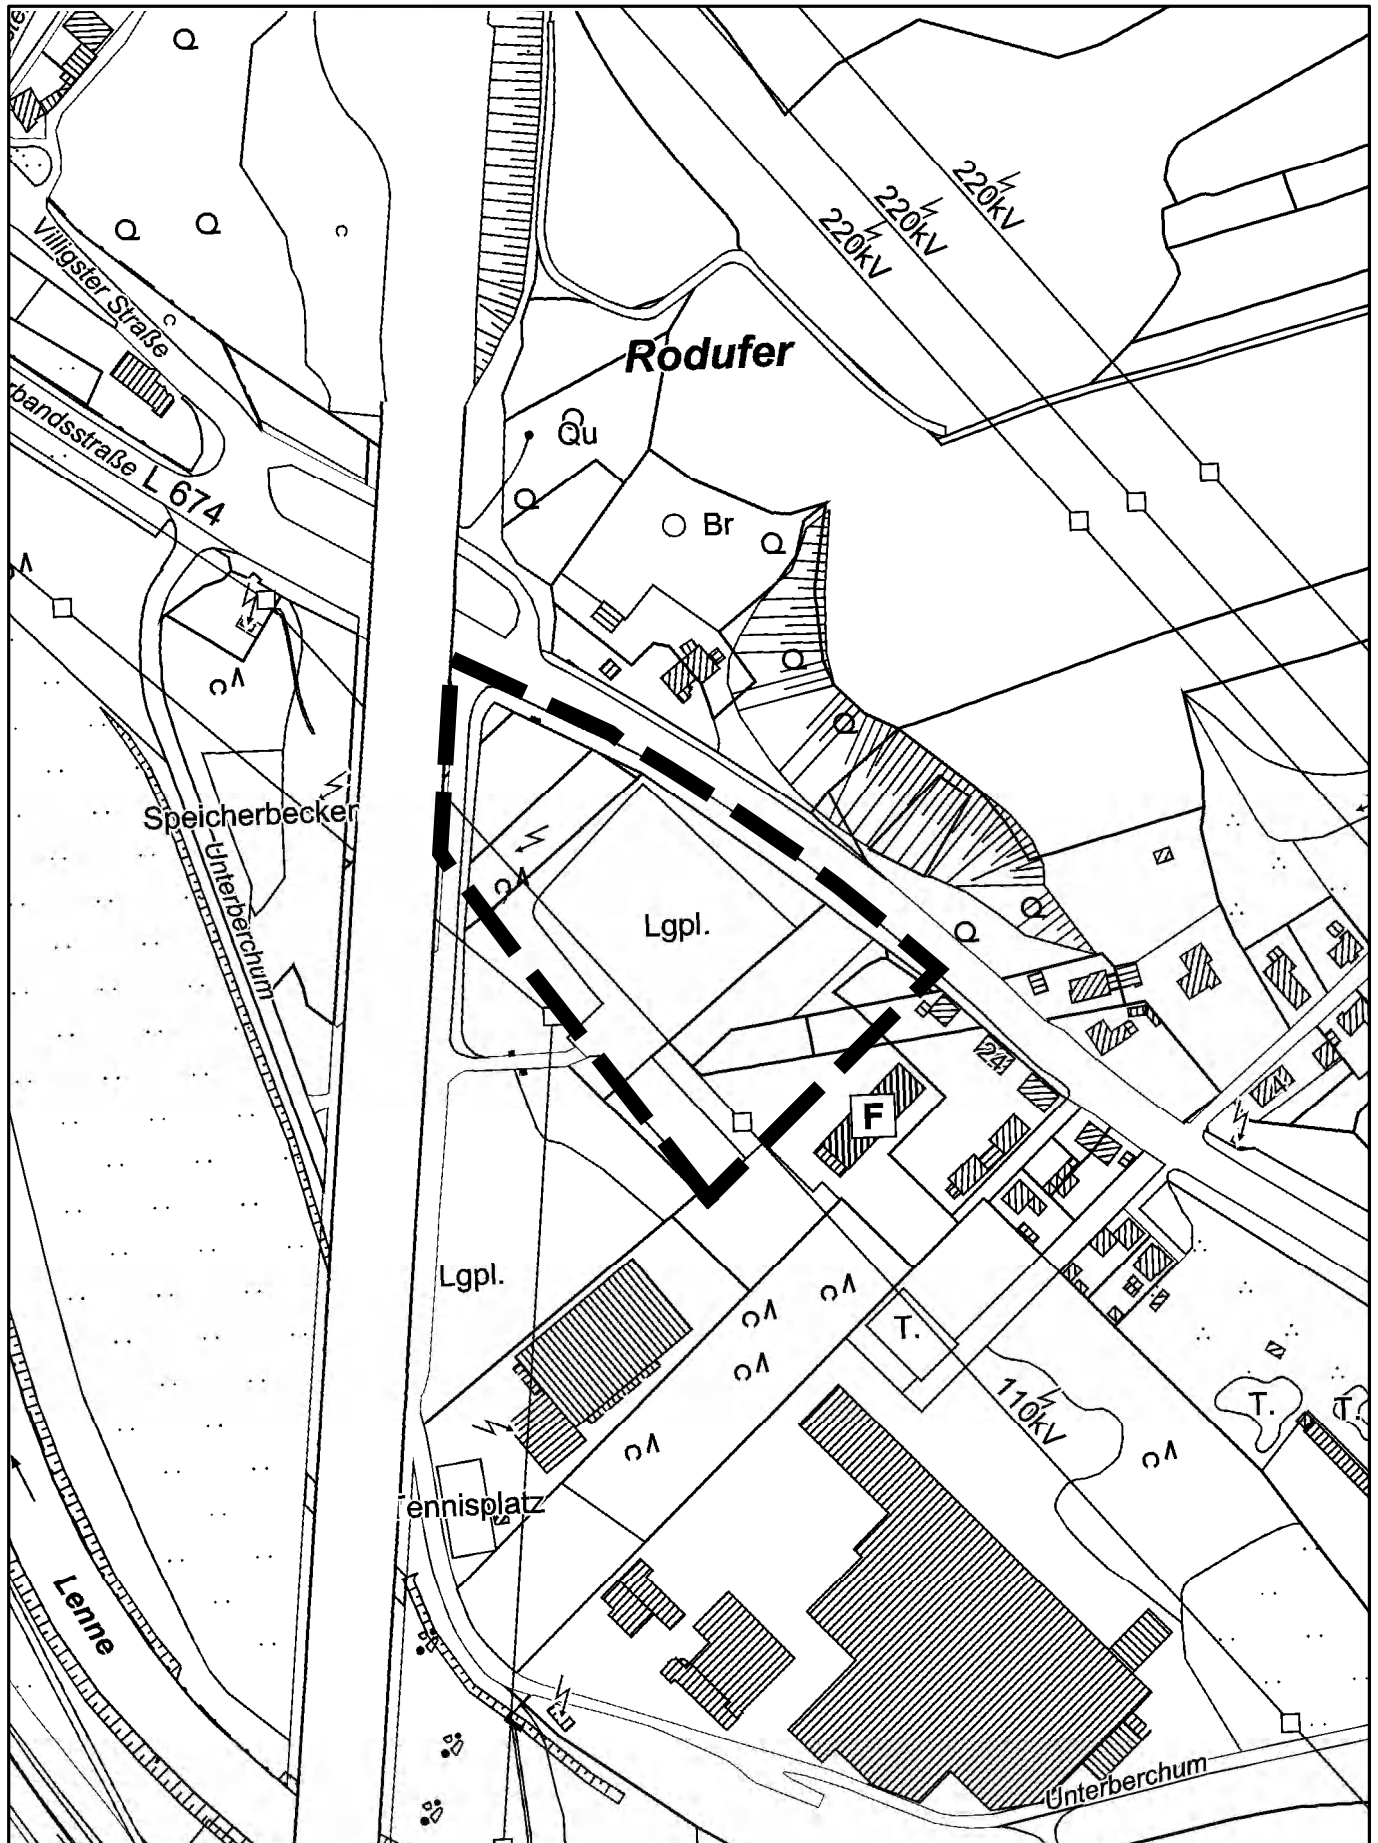 Villigster Straße
rbandsstraße L 674
220kV
220kV
220kV
Rodufer
Qu
Br
Speicherbecken
Unterberchum
Lgpl.
24
F
4
Lgpl.
T.
110kV
T.
T.
Tennisplatz
Lenne
Unterberchum